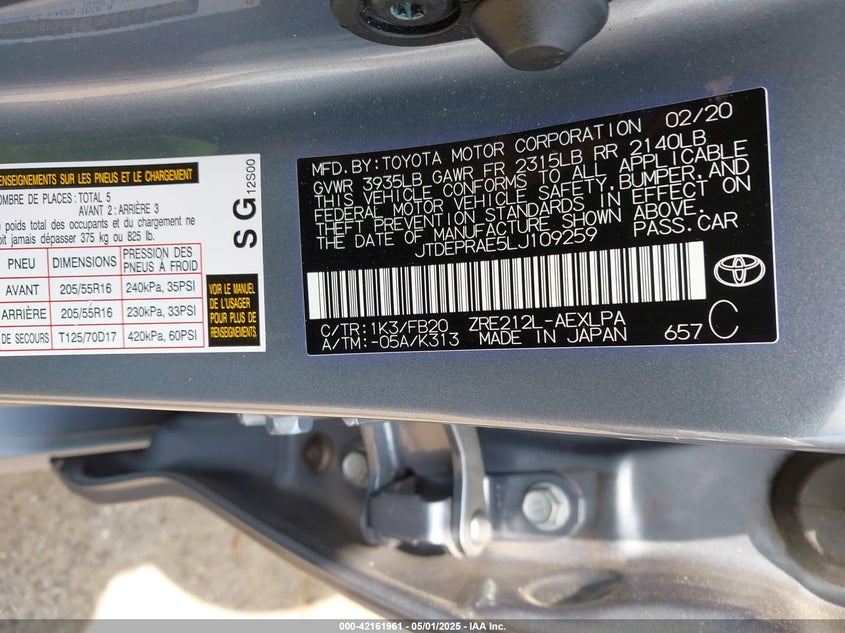 RENSEIGNEMENTS SUR LES PNEUS ET LE CHARGEMENT
NOMBRE DE PLACES: TOTAL 5
AVANT 2: ARRIÈRE 3
poids total des occupants et du chargement ne
doit jamais dépasser 375 kg ou 825 lb.
PNEU DIMENSIONS PRESSION DES PNEUS À FROID
AVANT 205/55R16 240kPa, 35PSI
ARRIÈRE 205/55R16 230kPa, 33PSI
DE SECOURS T125/70D17 420kPa, 60PSI
VOIR LE MANUEL
DE L'USAGER
POUR PLUS DE
RENSEIGNEMENTS
SG 12S00
MFD.BY: TOYOTA MOTOR CORPORATION 02/20
GVWR 3935LB GAWR FR 2315LB RR 2140LB
THIS VEHICLE CONFORMS TO ALL APPLICABLE
FEDERAL MOTOR VEHICLE SAFETY, BUMPER, AND
THEFT PREVENTION STANDARDS IN EFFECT ON
THE DATE OF MANUFACTURE SHOWN ABOVE.
JTDEPRAE5LJ109259 PASS.CAR
C/TR: 1K3/FB20 ZRE212L-AEXLPA
A/TM: -05A/K313 MADE IN JAPAN 657 C
000-42161961 - 05/01/2025 - IA Inc.